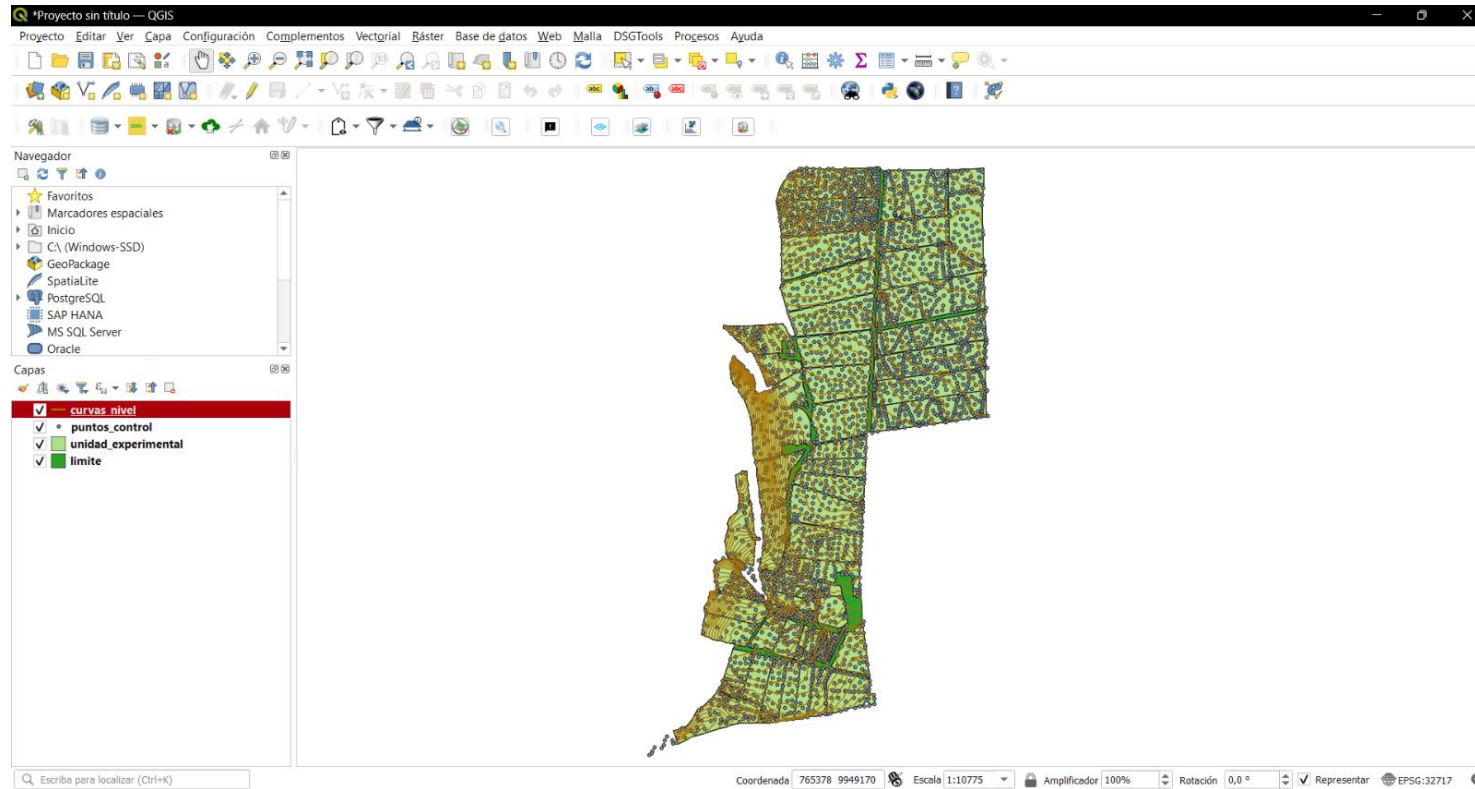 *Proyecto sin título — QGIS
Proyecto Editar Ver Capa Configuración Complementos Vectorial Ráster Base de datos Web Malla DSGTools Procesos Ayuda
Navegador
Favoritos
Marcadores espaciales
Inicio
C:\ (Windows-SSD)
GeoPackage
SpatiaLite
PostgreSQL
SAP HANA
MS SQL Server
Oracle
Capas
curvas_nivel
puntos_control
unidad_experimental
limite
Escriba para localizar (Ctrl+K) Coordenada 765378 9949170 Escala 1:10775 Amplificador 100% Rotación 0,0 ° Representar EPSG:32717